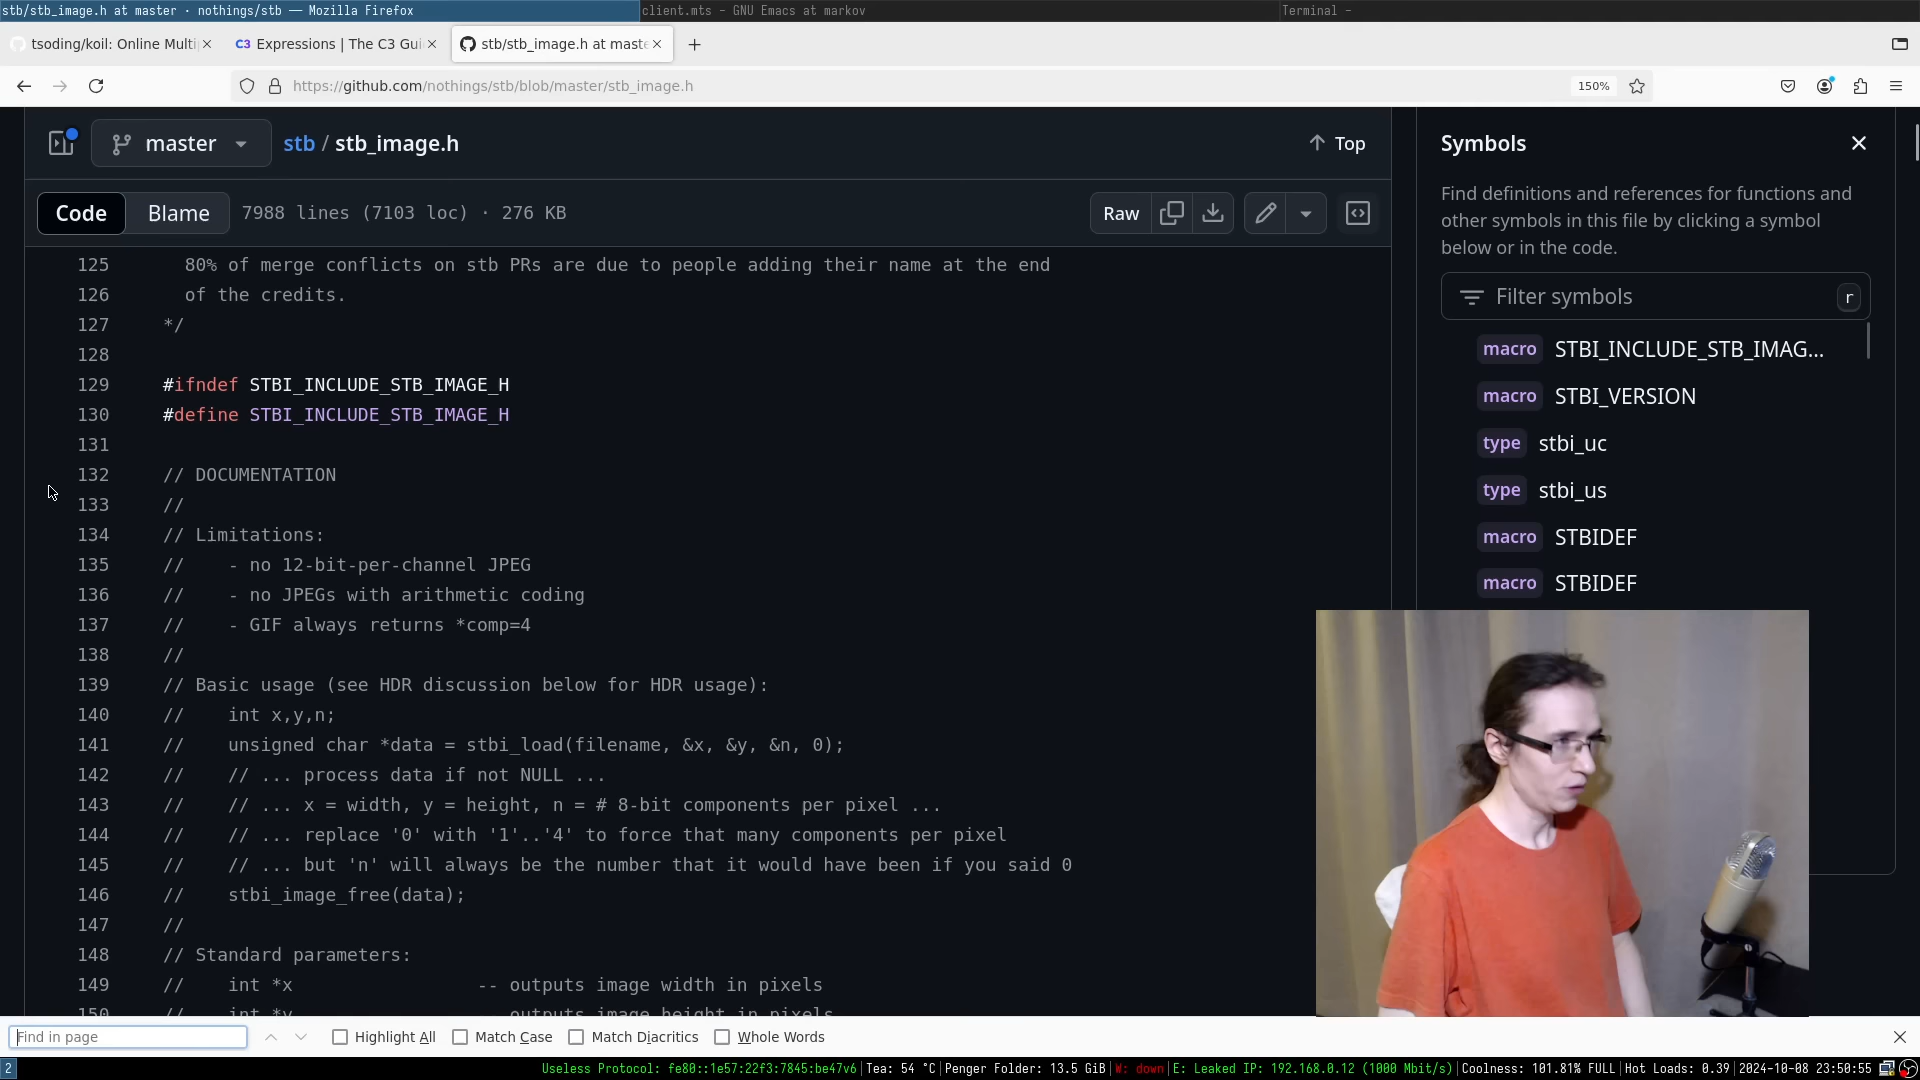 stb/stb_image.h at master · nothings/stb — Mozilla Firefox
client.mts - GNU Emacs at markov
Terminal -
tsoding/koil: Online Multi
Expressions | The C3 Gui
stb/stb_image.h at maste
https://github.com/nothings/stb/blob/master/stb_image.h
150%
master
stb / stb_image.h
Top
Code
Blame
7988 lines (7103 loc) · 276 KB
Raw
125 80% of merge conflicts on stb PRs are due to people adding their name at the end
126 of the credits.
127 */
128
129 #ifndef STBI_INCLUDE_STB_IMAGE_H
130 #define STBI_INCLUDE_STB_IMAGE_H
131
132 // DOCUMENTATION
133 //
134 // Limitations:
135 //    - no 12-bit-per-channel JPEG
136 //    - no JPEGs with arithmetic coding
137 //    - GIF always returns *comp=4
138 //
139 // Basic usage (see HDR discussion below for HDR usage):
140 //    int x,y,n;
141 //    unsigned char *data = stbi_load(filename, &x, &y, &n, 0);
142 //    // ... process data if not NULL ...
143 //    // ... x = width, y = height, n = # 8-bit components per pixel ...
144 //    // ... replace '0' with '1'..'4' to force that many components per pixel
145 //    // ... but 'n' will always be the number that it would have been if you said 0
146 //    stbi_image_free(data);
147 //
148 // Standard parameters:
149 //    int *x                 -- outputs image width in pixels
150 //    int *y                 -- outputs image height in pixels
Symbols
Find definitions and references for functions and
other symbols in this file by clicking a symbol
below or in the code.
Filter symbols
r
macro STBI_INCLUDE_STB_IMAG...
macro STBI_VERSION
type stbi_uc
type stbi_us
macro STBIDEF
macro STBIDEF
Find in page
Highlight All
Match Case
Match Diacritics
Whole Words
2
Useless Protocol: fe80::1e57:22f3:7845:be47v6|Tea: 54 °C|Penger Folder: 13.5 GiB|W: down|E: Leaked IP: 192.168.0.12 (1000 Mbit/s)|Coolness: 101.81% FULL|Hot Loads: 0.39|2024-10-08 23:50:55